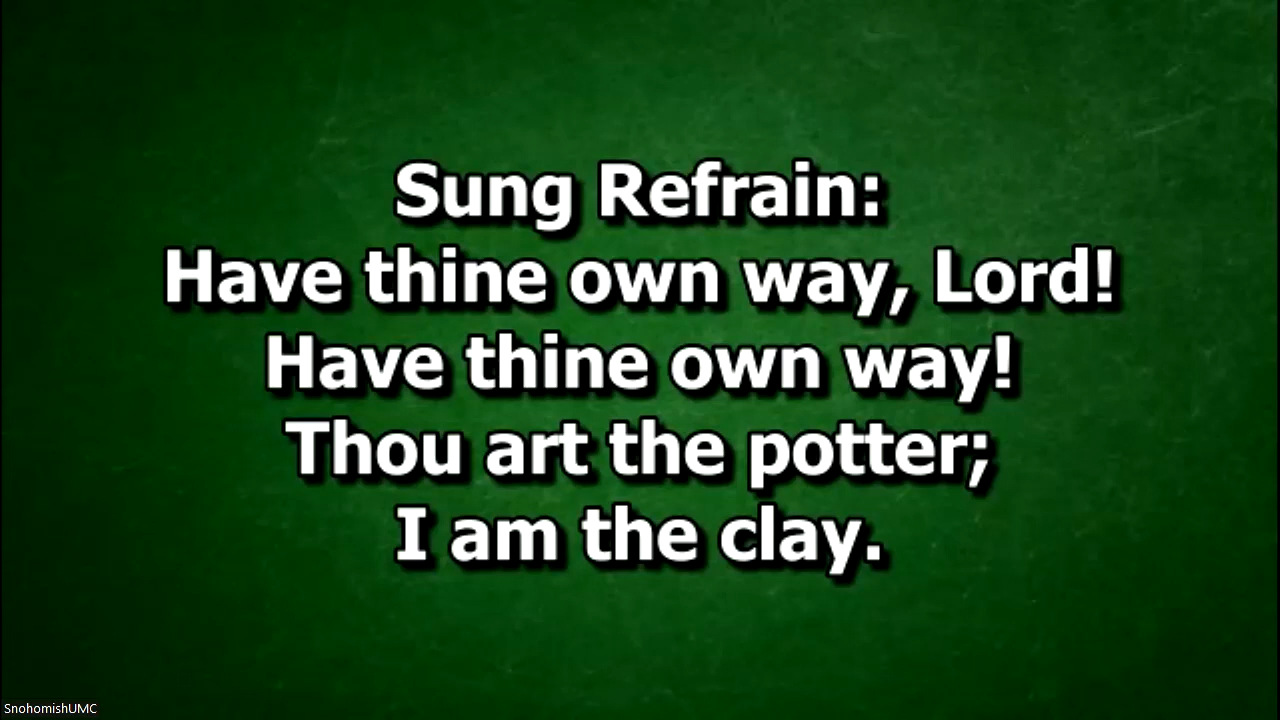 Sung Refrain:
Have thine own way, Lord!
Have thine own way!
Thou art the potter;
I am the clay.
SnohomishUMC